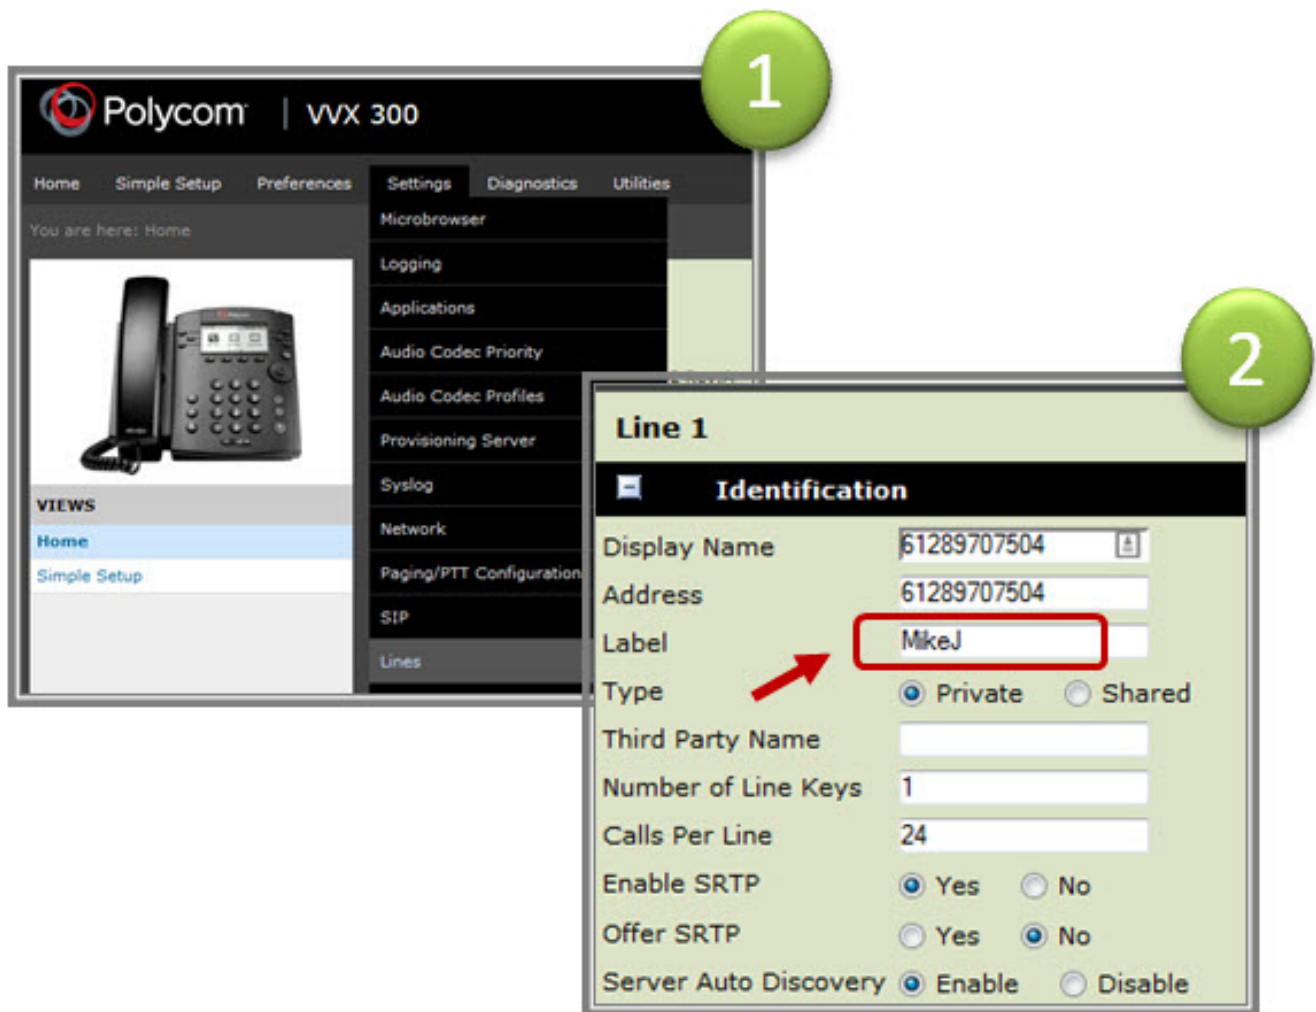 1
Polycom | VVX 300
Home Simple Setup Preferences Settings Diagnostics Utilities
You are here: Home
Microbrowser
Logging
Applications
Audio Codec Priority
Audio Codec Profiles
Provisioning Server
Syslog
Network
Paging/PTT Configuration
SIP
Lines
VIEWS
Home
Simple Setup
2
Line 1
Identification
Display Name 61289707504
Address 61289707504
Label MikeJ
Type Private Shared
Third Party Name
Number of Line Keys 1
Calls Per Line 24
Enable SRTP Yes No
Offer SRTP Yes No
Server Auto Discovery Enable Disable